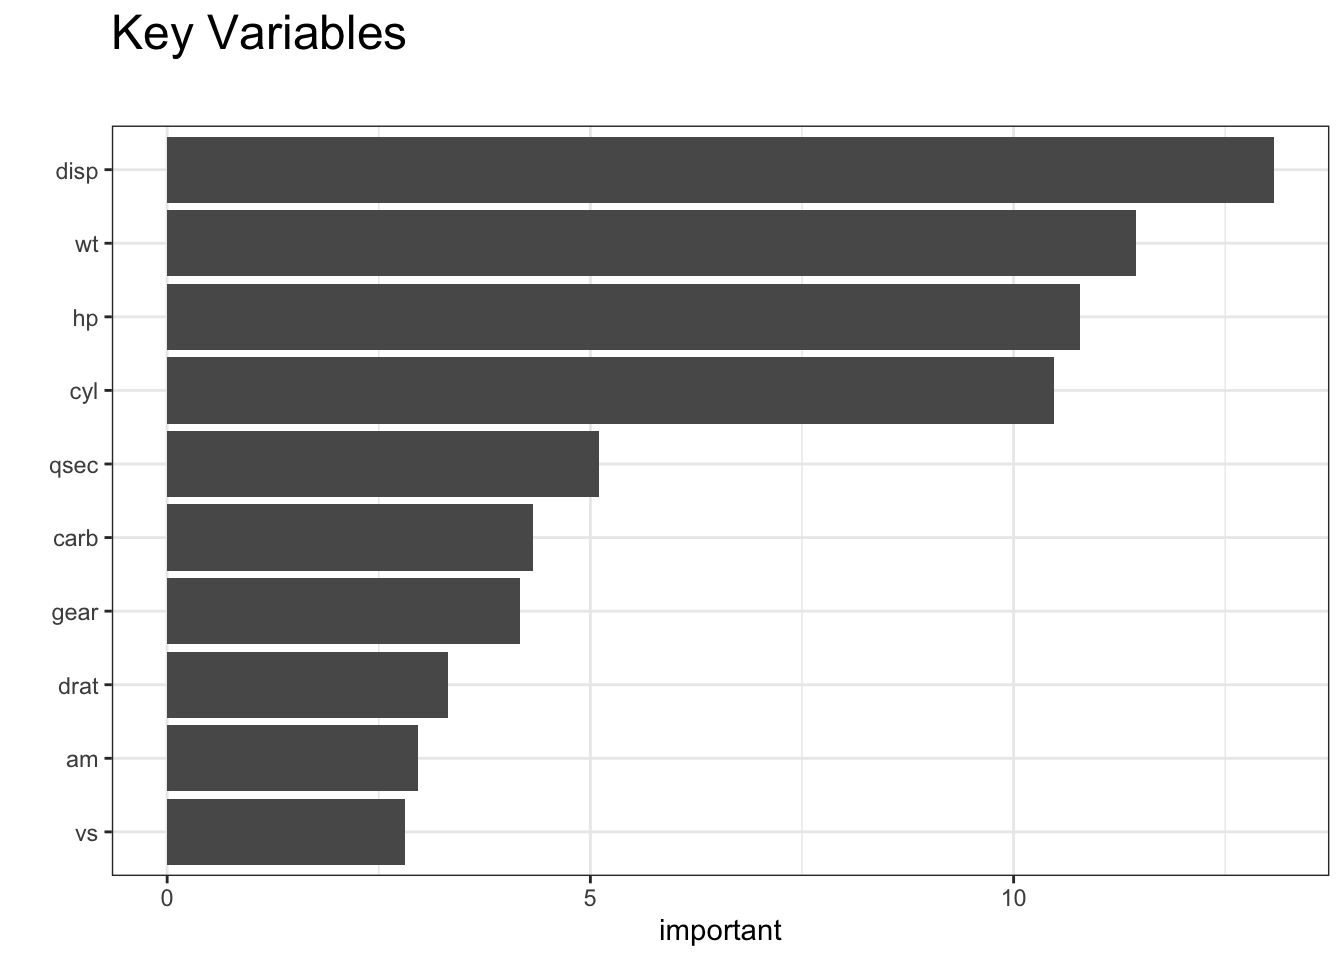 Key Variables
disp
wt
hp
cyl
qsec
carb
gear
drat
am
vs
0 5 10
important